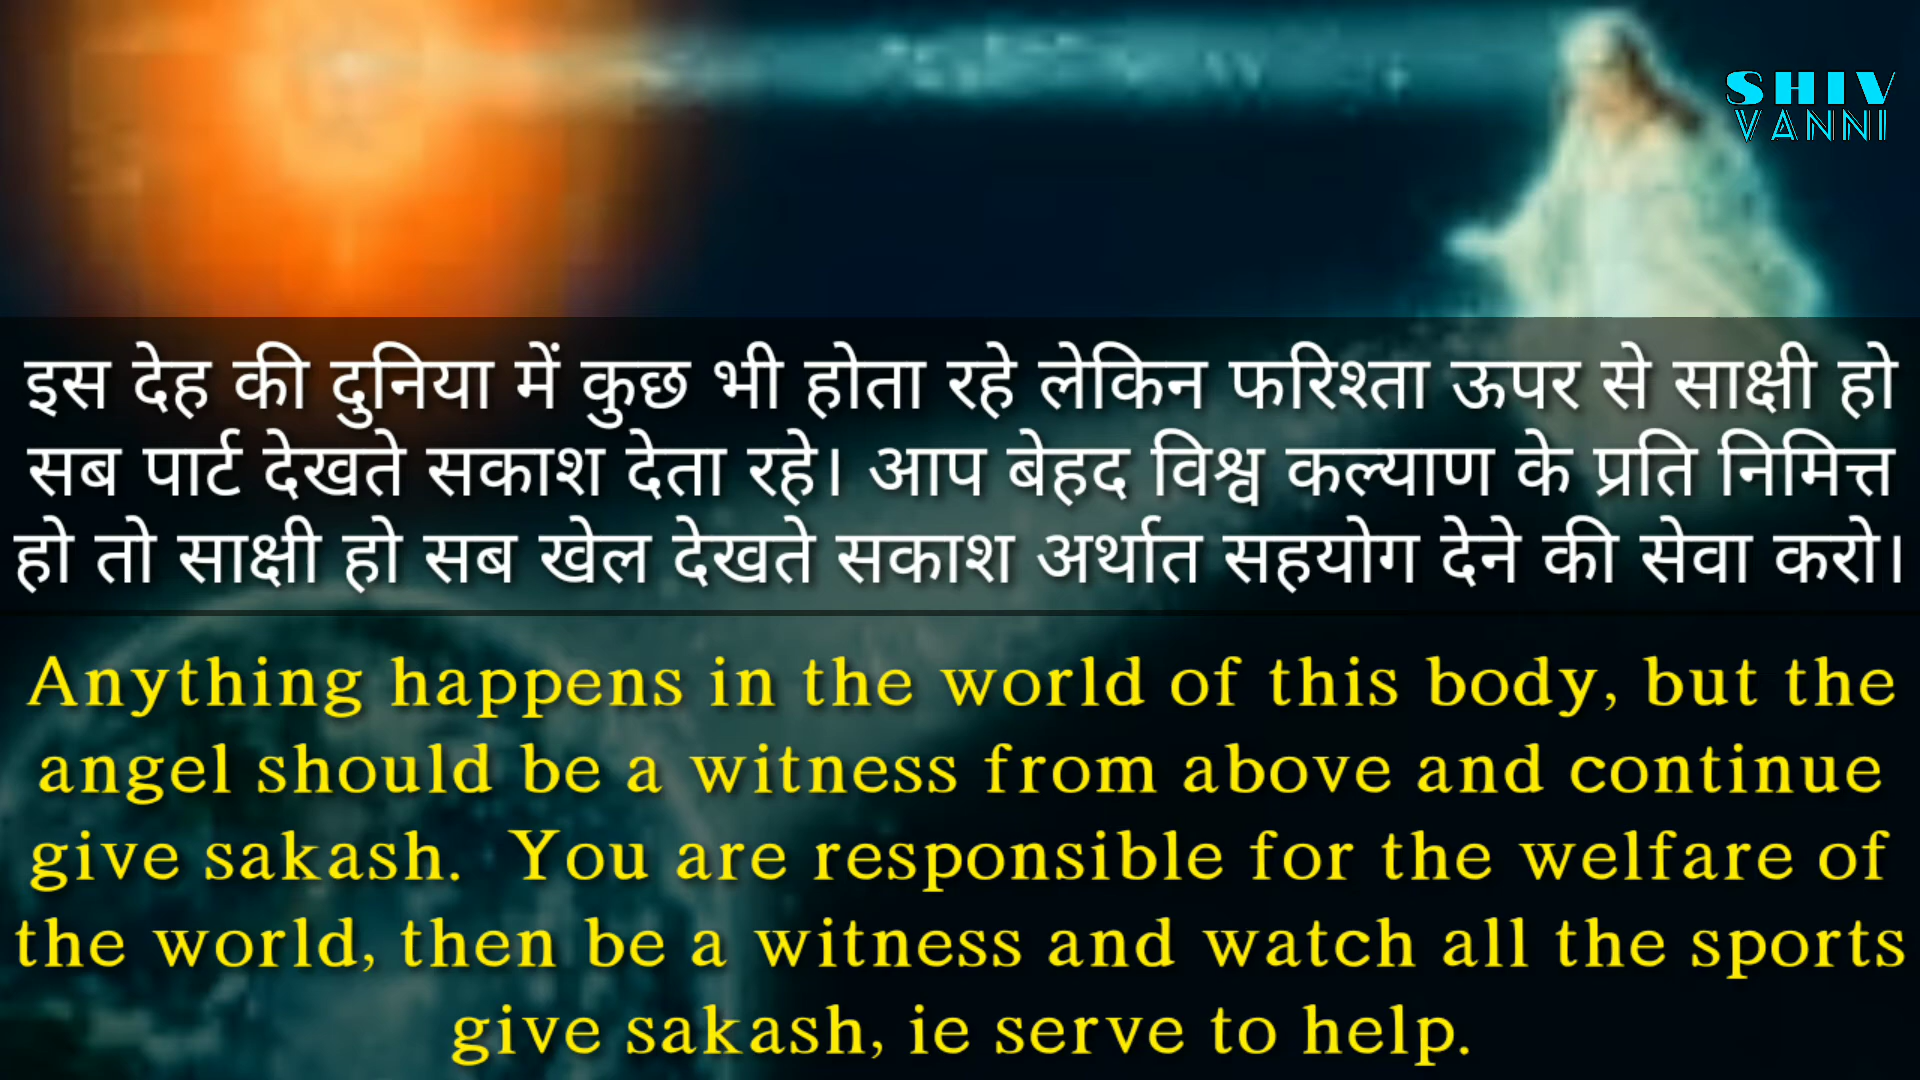 SHIV
VANNI
इस देह की दुनिया में कुछ भी होता रहे लेकिन फरिश्ता ऊपर से साक्षी हो
सब पार्ट देखते सकाश देता रहे। आप बेहद विश्व कल्याण के प्रति निमित्त
हो तो साक्षी हो सब खेल देखते सकाश अर्थात सहयोग देने की सेवा करो।
Anything happens in the world of this body, but the
angel should be a witness from above and continue
give sakash. You are responsible for the welfare of
the world, then be a witness and watch all the sports
give sakash, ie serve to help.